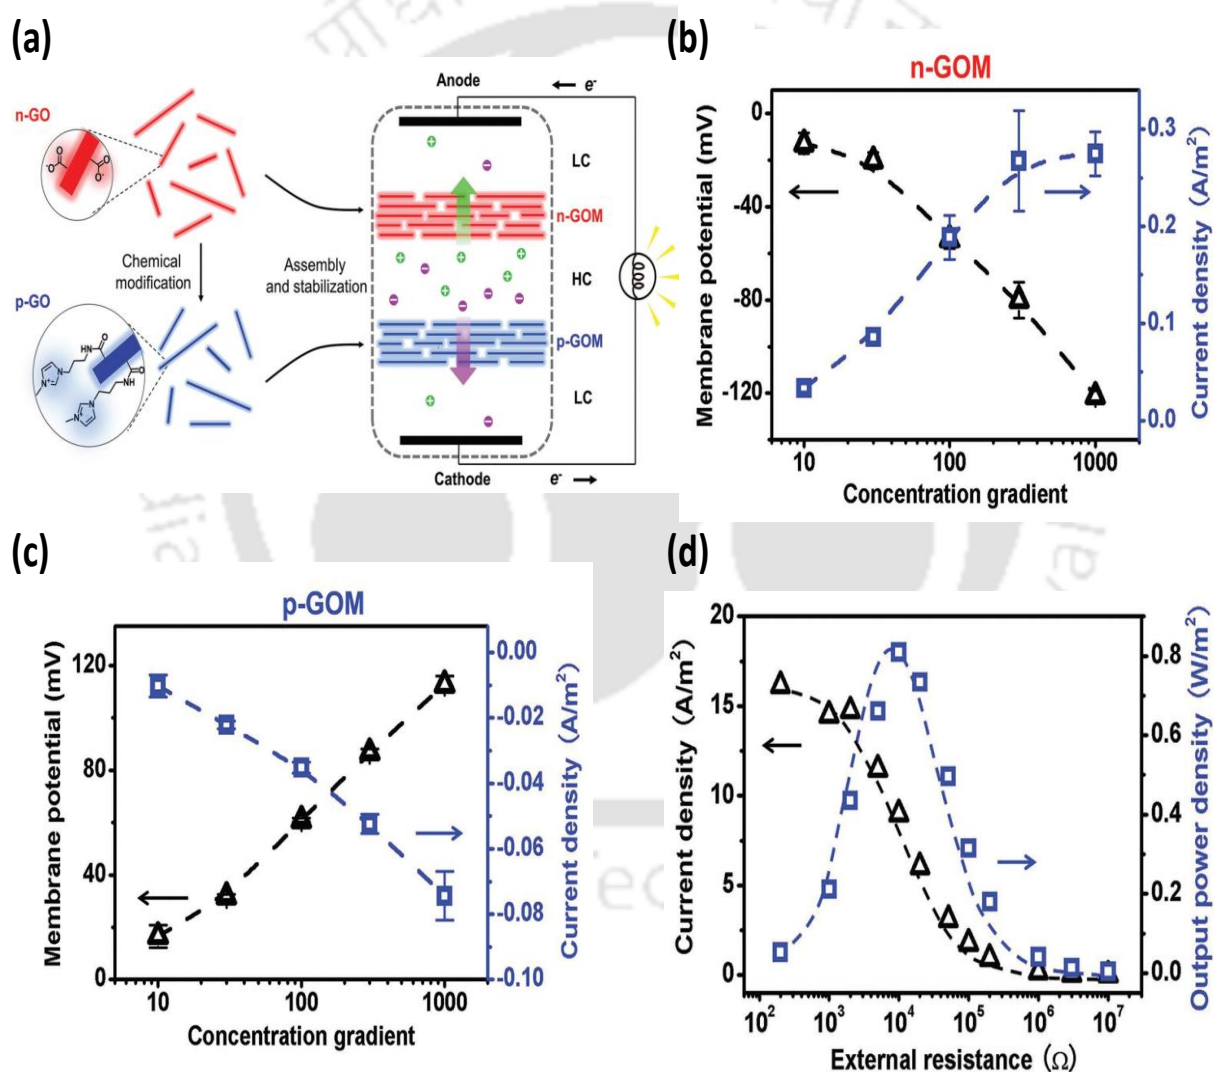 (a)
n-GO
O
-O
O
O-
Chemical
modification
p-GO
HN
O
O
NH
N
N+
N
N+
Assembly
and stabilization
Anode
e-
LC
n-GOM
HC
p-GOM
LC
Cathode
e-
(b)
n-GOM
Membrane potential (mV)
0
-40
-80
-120
10
100
1000
Concentration gradient
0.3
0.2
0.1
0.0
Current density (A/m²)
(c)
p-GOM
Membrane potential (mV)
120
80
40
0
10
100
1000
Concentration gradient
0.00
-0.02
-0.04
-0.06
-0.08
-0.10
Current density (A/m²)
(d)
Current density (A/m²)
20
15
10
5
0
10²
10³
10⁴
10⁵
10⁶
10⁷
External resistance (Ω)
0.8
0.6
0.4
0.2
0.0
Output power density (W/m²)